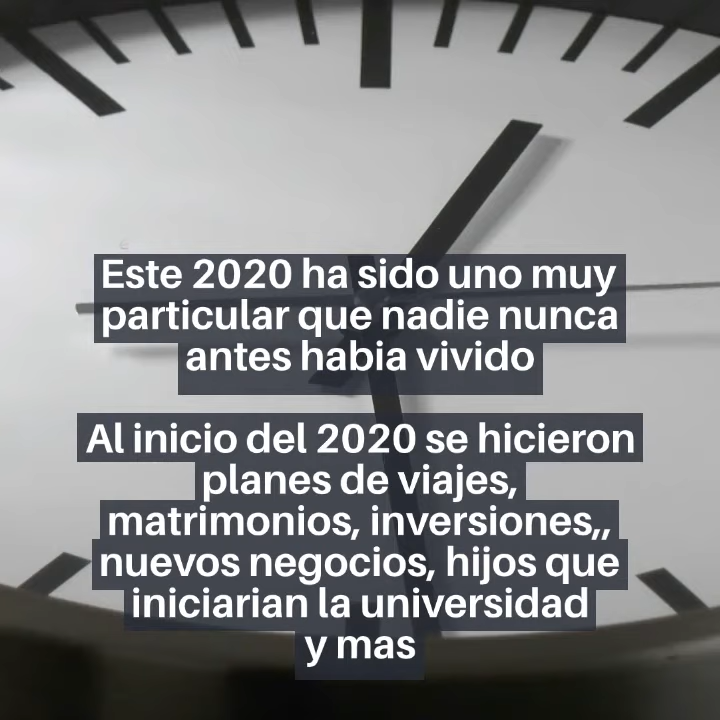 Este 2020 ha sido uno muy
particular que nadie nunca
antes habia vivido
Al inicio del 2020 se hicieron
planes de viajes,
matrimonios, inversiones,,
nuevos negocios, hijos que
iniciarian la universidad
y mas